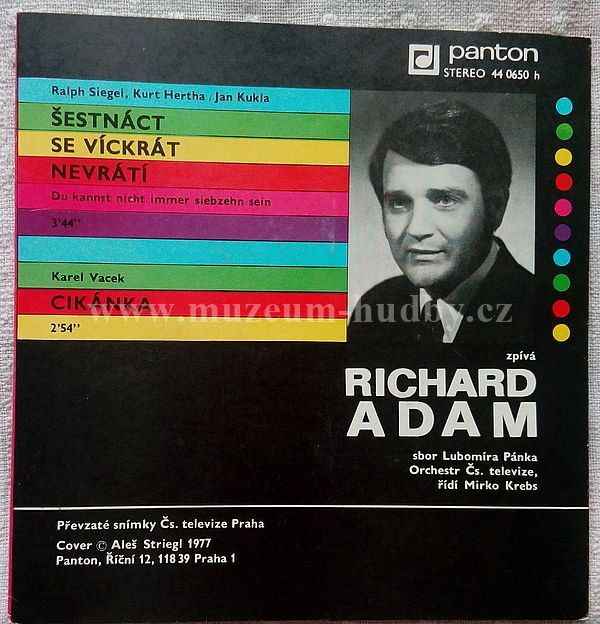 panton
STEREO 44 0650 h
Ralph Siegel, Kurt Hertha / Jan Kukla
ŠESTNÁCT
SE VÍCKRÁT
NEVRÁTÍ
Du kannst nicht immer siebzehn sein
3'44"
Karel Vacek
CIKÁNKA
2'54"
www.muzeum-hudby.cz
zpívá
RICHARD
ADAM
sbor Lubomíra Pánka
Orchestr Čs. televize,
řídí Mirko Krebs
Převzaté snímky Čs. televize Praha
Cover © Aleš Striegl 1977
Panton, Říční 12, 118 39 Praha 1